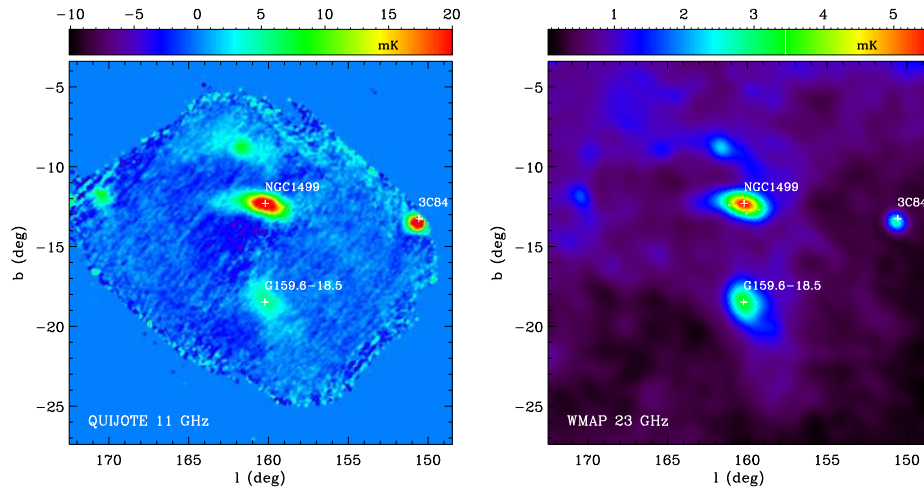 −10 −5 0 5 10 15 20
mK
1 2 3 4 5
mK
b (deg)
−5
−10
−15
−20
−25
NGC1499
3C84
G159.6−18.5
QUIJOTE 11 GHz
170 165 160 155 150
l (deg)
b (deg)
−5
−10
−15
−20
−25
NGC1499
3C84
G159.6−18.5
WMAP 23 GHz
170 165 160 155 150
l (deg)